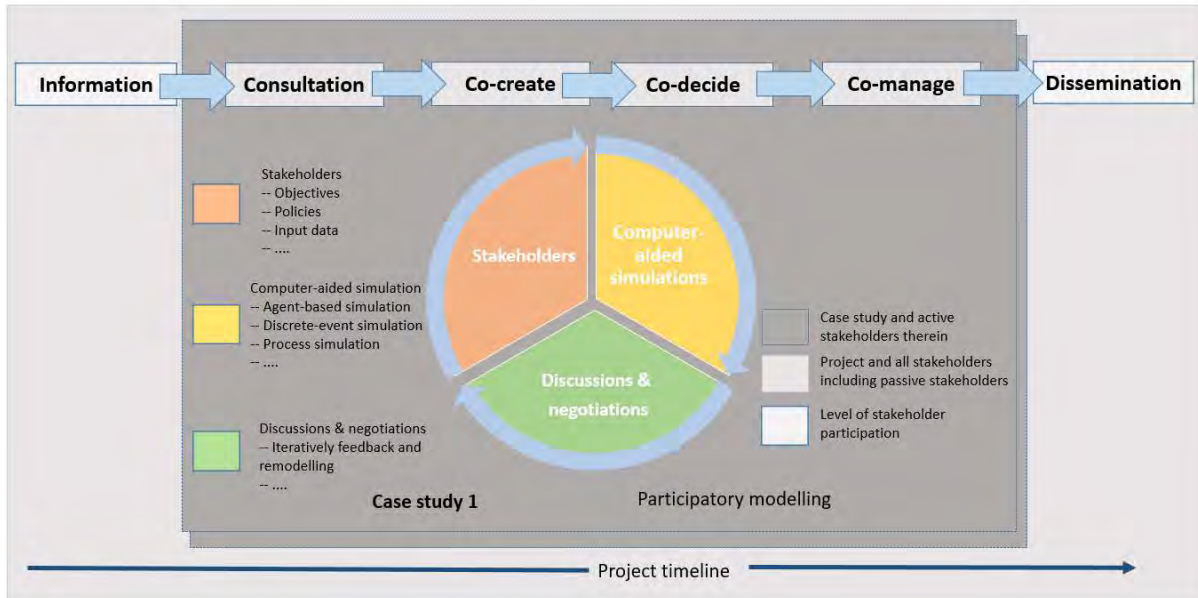 Information
Consultation
Co-create
Co-decide
Co-manage
Dissemination
Stakeholders
-- Objectives
-- Policies
-- Input data
-- ....
Computer-aided simulation
-- Agent-based simulation
-- Discrete-event simulation
-- Process simulation
-- ....
Discussions & negotiations
-- Iteratively feedback and
remodelling
-- ....
Stakeholders
Computer-
aided
simulations
Discussions &
negotiations
Case study and active
stakeholders therein
Project and all stakeholders
including passive stakeholders
Level of stakeholder
participation
Case study 1
Participatory modelling
Project timeline